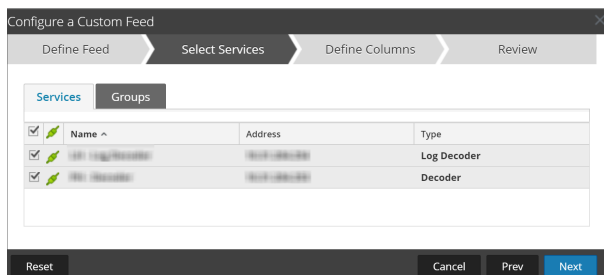 Configure a Custom Feed
Define Feed Select Services Define Columns Review
Services Groups
Name Address Type
Log Decoder
Decoder
Reset Cancel Prev Next